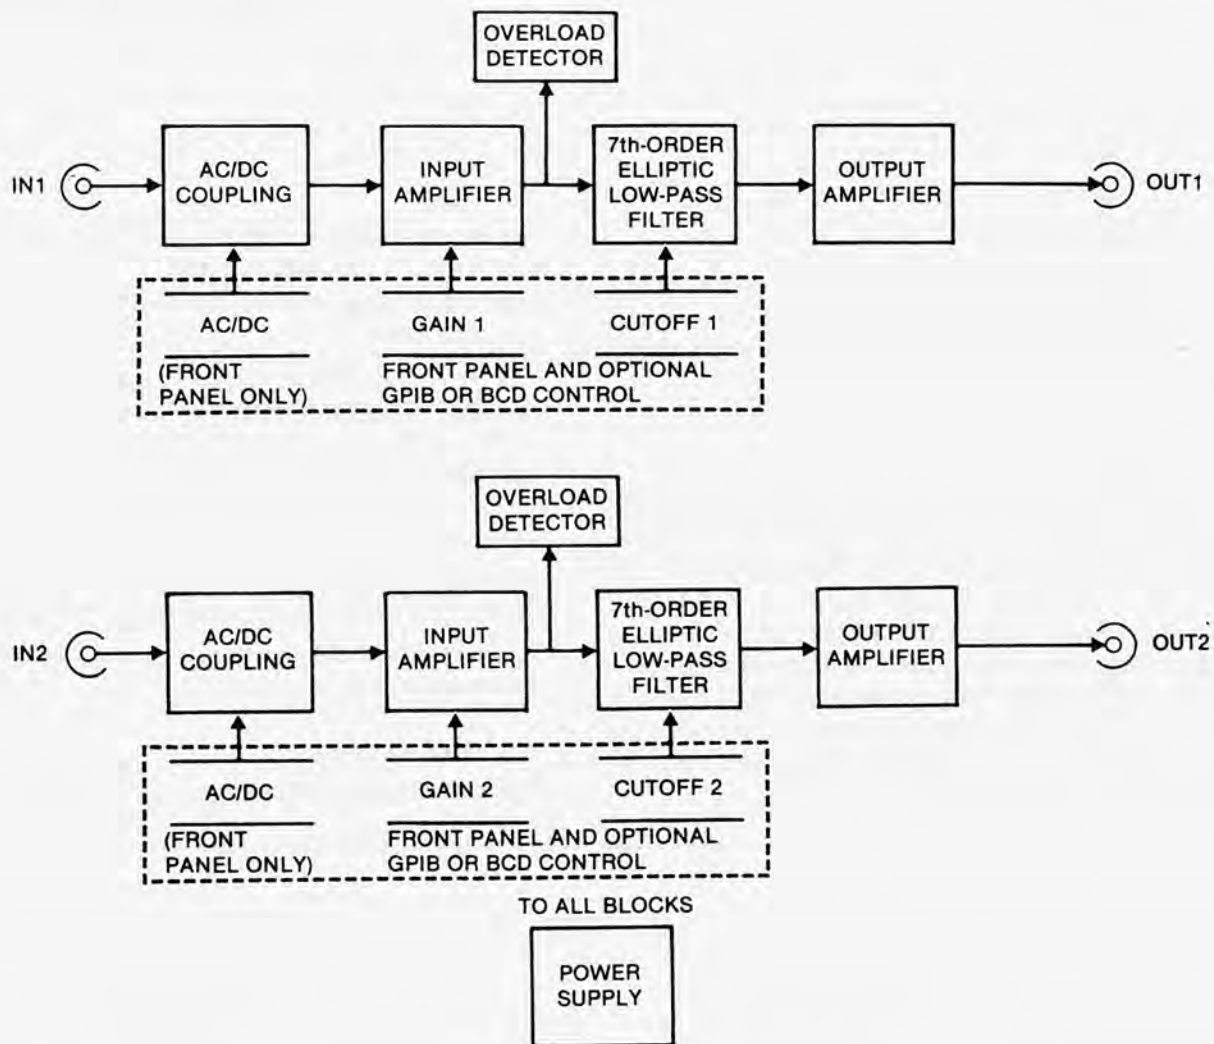 OVERLOAD
DETECTOR
IN1
AC/DC
COUPLING
INPUT
AMPLIFIER
7th-ORDER
ELLIPTIC
LOW-PASS
FILTER
OUTPUT
AMPLIFIER
OUT1
AC/DC
GAIN 1
CUTOFF 1
(FRONT
PANEL ONLY)
FRONT PANEL AND OPTIONAL
GPIB OR BCD CONTROL
OVERLOAD
DETECTOR
IN2
AC/DC
COUPLING
INPUT
AMPLIFIER
7th-ORDER
ELLIPTIC
LOW-PASS
FILTER
OUTPUT
AMPLIFIER
OUT2
AC/DC
GAIN 2
CUTOFF 2
(FRONT
PANEL ONLY)
FRONT PANEL AND OPTIONAL
GPIB OR BCD CONTROL
TO ALL BLOCKS
POWER
SUPPLY